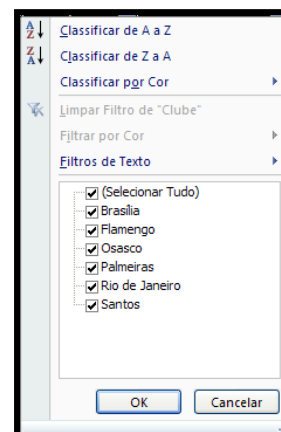 Classificar de A a Z
Classificar de Z a A
Classificar por Cor
Limpar Filtro de "Clube"
Filtrar por Cor
Filtros de Texto
(Selecionar Tudo)
Brasília
Flamengo
Osasco
Palmeiras
Rio de Janeiro
Santos
OK Cancelar